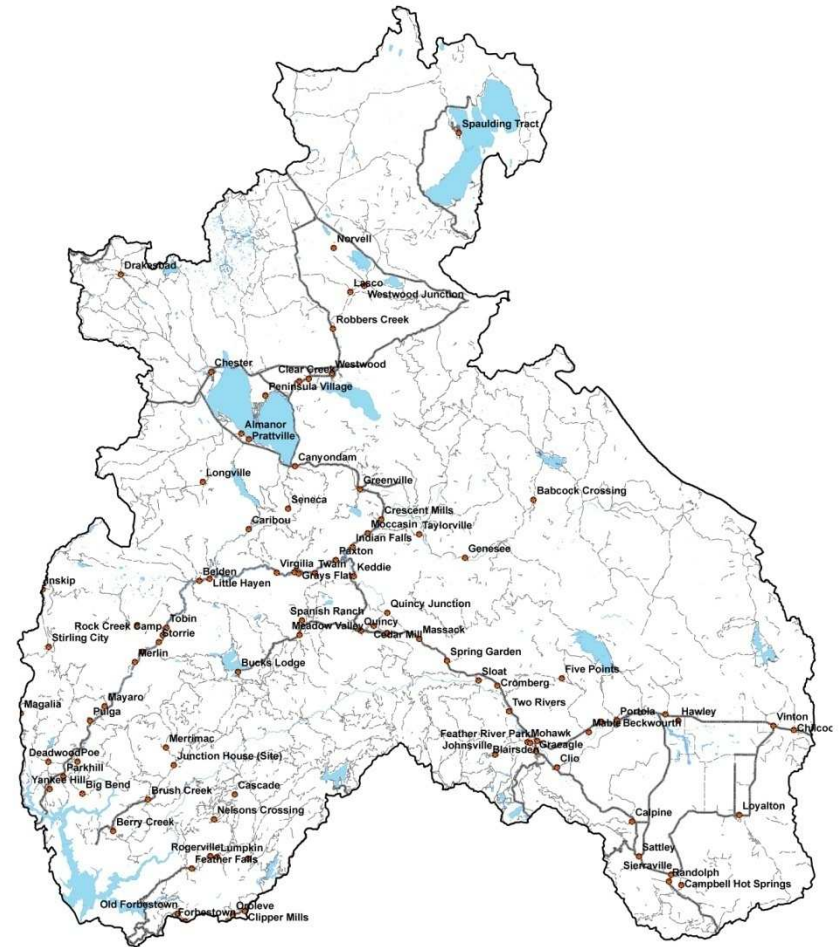 Spaulding Tract
Norvell
Drakesbad
Lasco
Westwood Junction
Robbers Creek
Chester
Clear Creek
Westwood
Peninsula Village
Almanor
Prattville
Canyondam
Longville
Greenville
Seneca
Babcock Crossing
Crescent Mills
Caribou
Moccasin
Taylorville
Indian Falls
Paxton
Genesee
Virgilia
Twain
Keddie
Belden
Grays Flat
Little Haven
Inskip
Quincy Junction
Spanish Ranch
Rock Creek Camp
Tobin
Meadow Valley
Quincy
Storrie
Cedar Mill
Massack
Stirling City
Merlin
Spring Garden
Bucks Lodge
Five Points
Sloat
Cromberg
Magalia
Mayaro
Two Rivers
Pulga
Portola
Hawley
Mabie
Beckwourth
Vinton
Chilcoo
Merrimac
Feather River Park
Mohawk
Johnsville
Graeagle
Blairsden
Deadwood
Poe
Junction House (Site)
Clio
Parkhill
Yankee Hill
Big Bend
Brush Creek
Cascade
Nelsons Crossing
Calpine
Loyalton
Berry Creek
Rogerville
Lumpkin
Sattley
Feather Falls
Sierraville
Randolph
Campbell Hot Springs
Old Forbestown
Oroleve
Forbestown
Clipper Mills